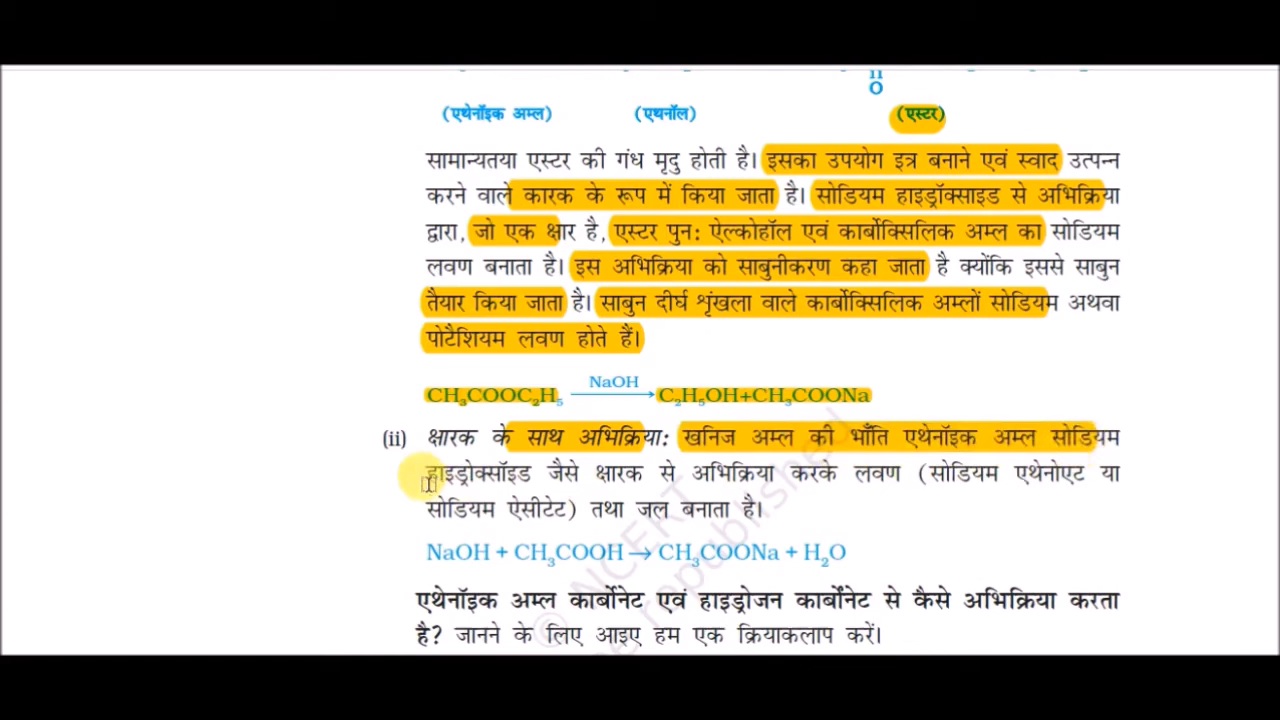 O
(एथेनॉइक अम्ल) (एथनॉल) (एस्टर)
सामान्यतया एस्टर की गंध मृदु होती है। इसका उपयोग इत्र बनाने एवं स्वाद उत्पन्न
करने वाले कारक के रूप में किया जाता है। सोडियम हाइड्रॉक्साइड से अभिक्रिया
द्वारा, जो एक क्षार है, एस्टर पुन: ऐल्कोहॉल एवं कार्बोक्सिलिक अम्ल का सोडियम
लवण बनाता है। इस अभिक्रिया को साबुनीकरण कहा जाता है क्योंकि इससे साबुन
तैयार किया जाता है। साबुन दीर्घ शृंखला वाले कार्बोक्सिलिक अम्लों सोडियम अथवा
पोटैशियम लवण होते हैं।
NaOH
CH₃COOC₂H₅ → C₂H₅OH+CH₃COONa
(ii) क्षारक के साथ अभिक्रिया: खनिज अम्ल की भाँति एथेनॉइक अम्ल सोडियम
हाइड्रोक्सॉइड जैसे क्षारक से अभिक्रिया करके लवण (सोडियम एथेनोएट या
सोडियम ऐसीटेट) तथा जल बनाता है।
NaOH + CH₃COOH → CH₃COONa + H₂O
एथेनॉइक अम्ल कार्बोनेट एवं हाइड्रोजन कार्बोनेट से कैसे अभिक्रिया करता
है? जानने के लिए आइए हम एक क्रियाकलाप करें।
© NCERT
republished